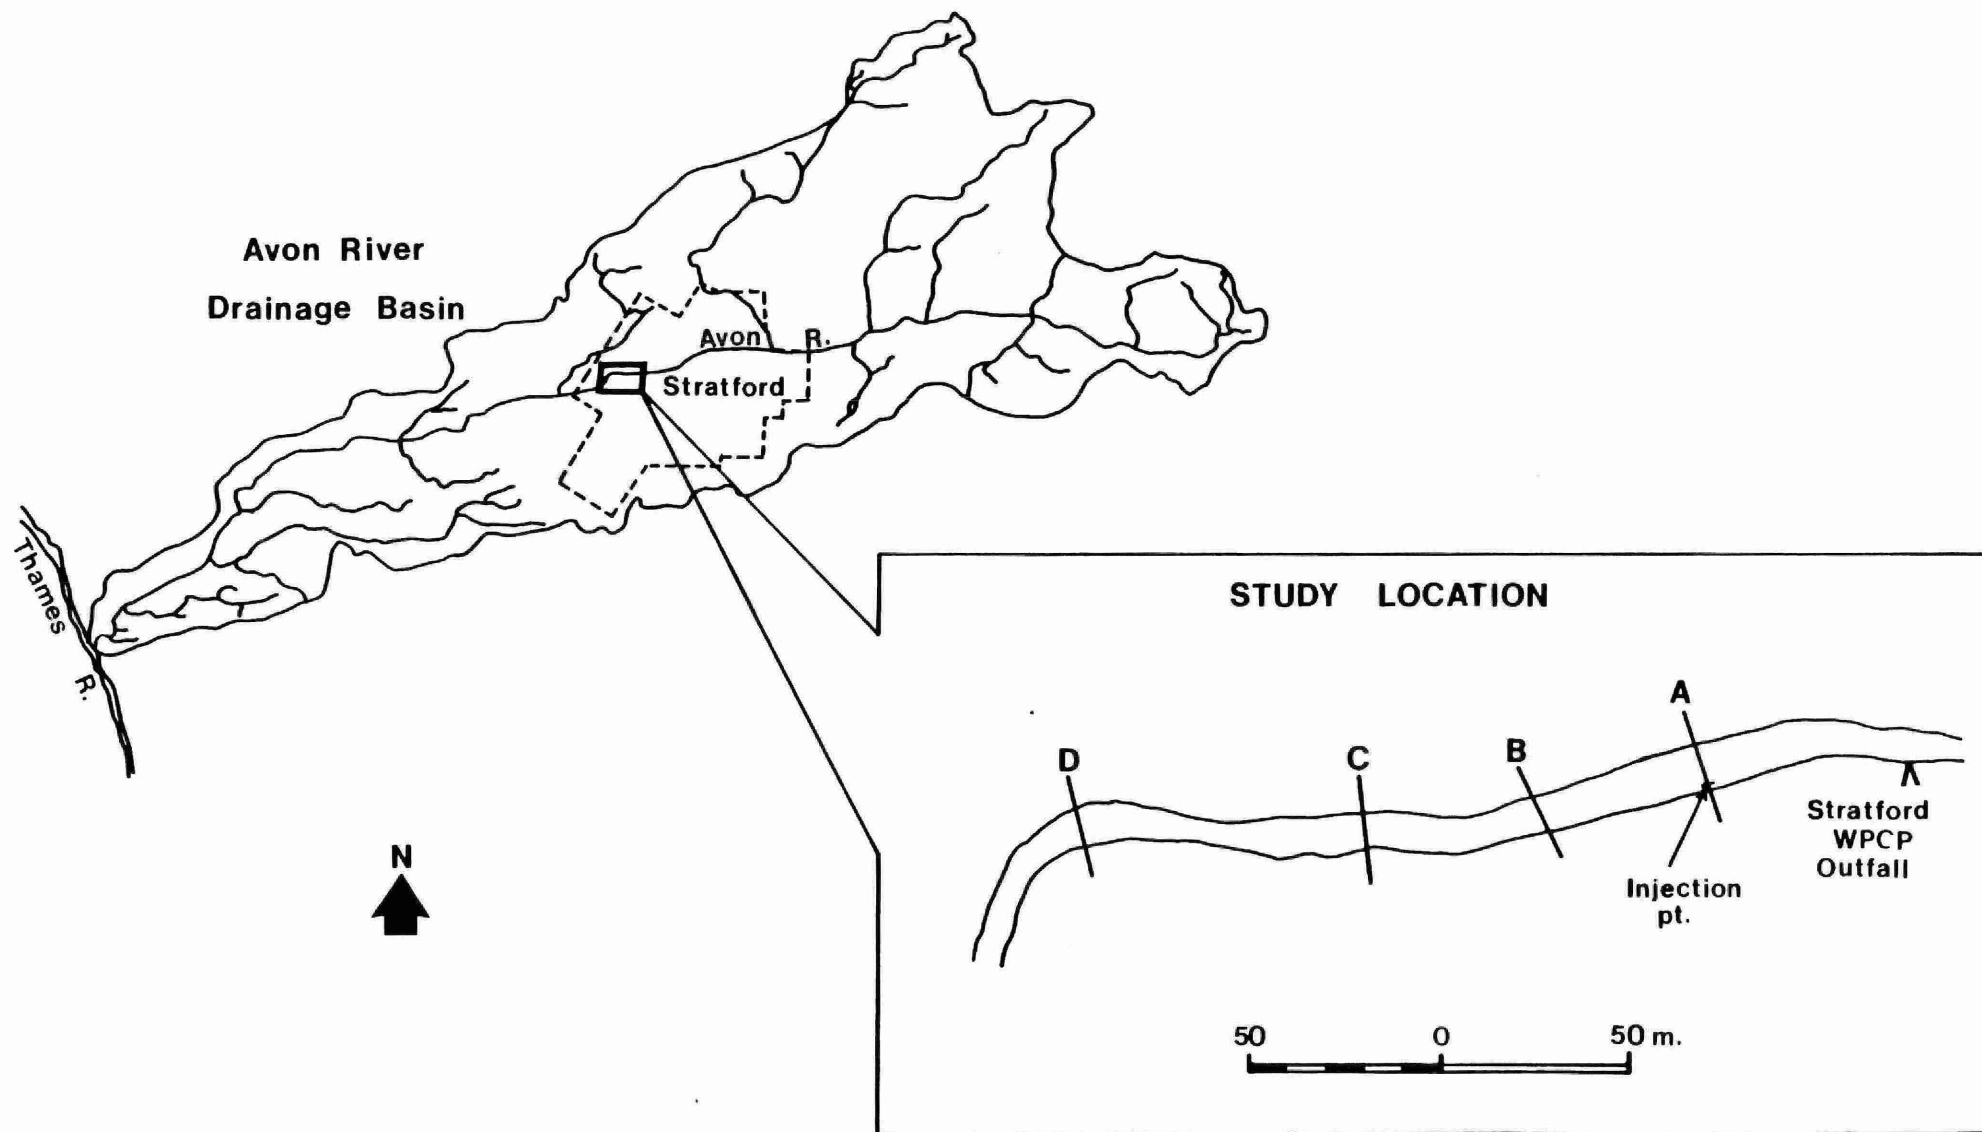 Avon River
Drainage Basin
Avon R.
Stratford
Thames R.
N
STUDY LOCATION
A
B
C
D
Stratford
WPCP
Outfall
Injection
pt.
50 0 50 m.